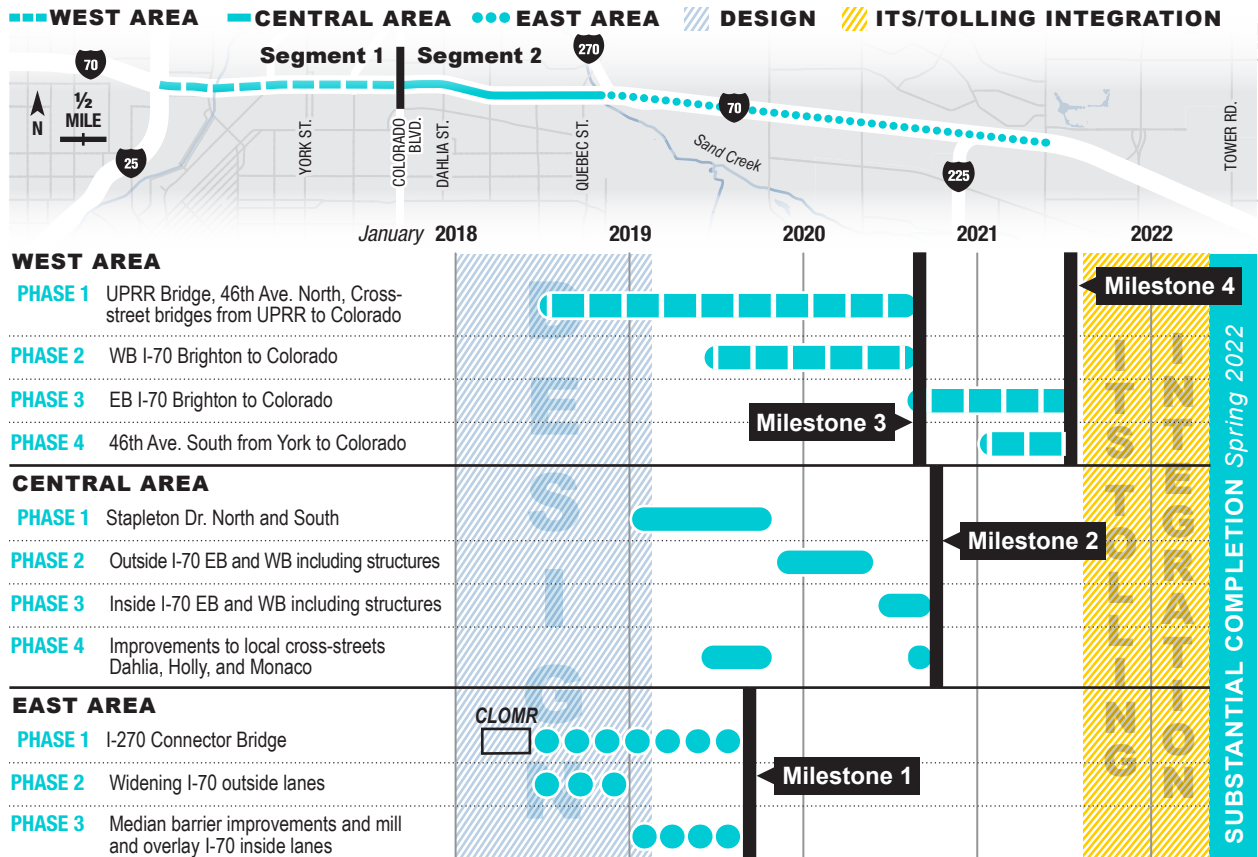 WEST AREA CENTRAL AREA EAST AREA DESIGN ITS/TOLLING INTEGRATION
Segment 1 Segment 2
270
70
N
½
MILE
25
YORK ST.
COLORADO
BLVD.
DAHLIA ST.
QUEBEC ST.
Sand Creek
70
225
TOWER RD.
January 2018 2019 2020 2021 2022
WEST AREA
PHASE 1 UPRR Bridge, 46th Ave. North, Cross-
street bridges from UPRR to Colorado
PHASE 2 WB I-70 Brighton to Colorado
PHASE 3 EB I-70 Brighton to Colorado
PHASE 4 46th Ave. South from York to Colorado
Milestone 4
Milestone 3
CENTRAL AREA
PHASE 1 Stapleton Dr. North and South
PHASE 2 Outside I-70 EB and WB including structures
PHASE 3 Inside I-70 EB and WB including structures
PHASE 4 Improvements to local cross-streets
Dahlia, Holly, and Monaco
Milestone 2
EAST AREA
CLOMR
PHASE 1 I-270 Connector Bridge
PHASE 2 Widening I-70 outside lanes
PHASE 3 Median barrier improvements and mill
and overlay I-70 inside lanes
Milestone 1
DESIGN
ITS TOLLING
INTEGRATION
SUBSTANTIAL COMPLETION Spring 2022